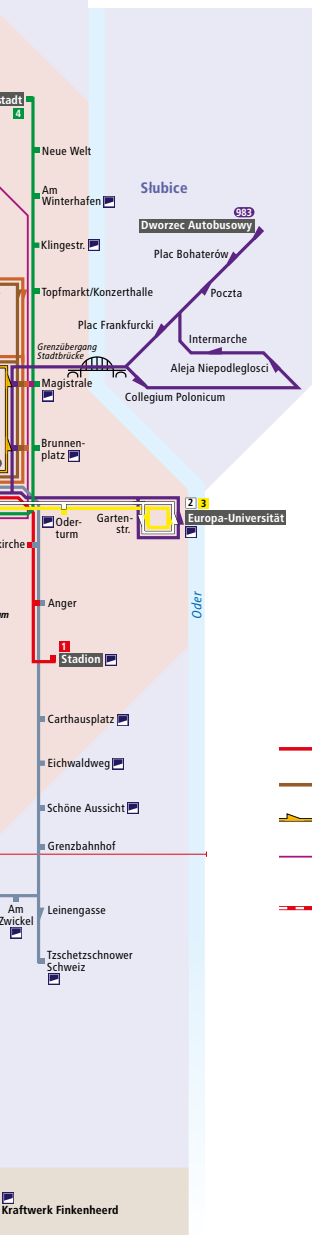 stadt
4
Neue Welt
Am
Winterhafen
Klingestr.
Topfmarkt/Konzerthalle
Słubice
983
Dworzec Autobusowy
Plac Bohaterów
Poczta
Plac Frankfurcki
Intermarche
Aleja Niepodleglosci
Collegium Polonicum
Grenzübergang
Stadtbrücke
Magistrale
Brunnen-
platz
2 3
Europa-Universität
Garten-
str.
Oder-
turm
kirche
Anger
Oder
1
Stadion
Carthausplatz
Eichwaldweg
Schöne Aussicht
Grenzbahnhof
Am
Zwickel
Leinengasse
Tzschetzschnower
Schweiz
Kraftwerk Finkenheerd